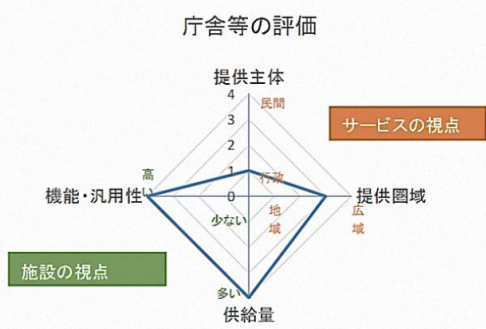 庁舎等の評価
提供主体
4
民間
3
サービスの視点
2
高い
1
行政
機能・汎用性
0
提供圏域
少ない
地域
広域
施設の視点
多い
供給量